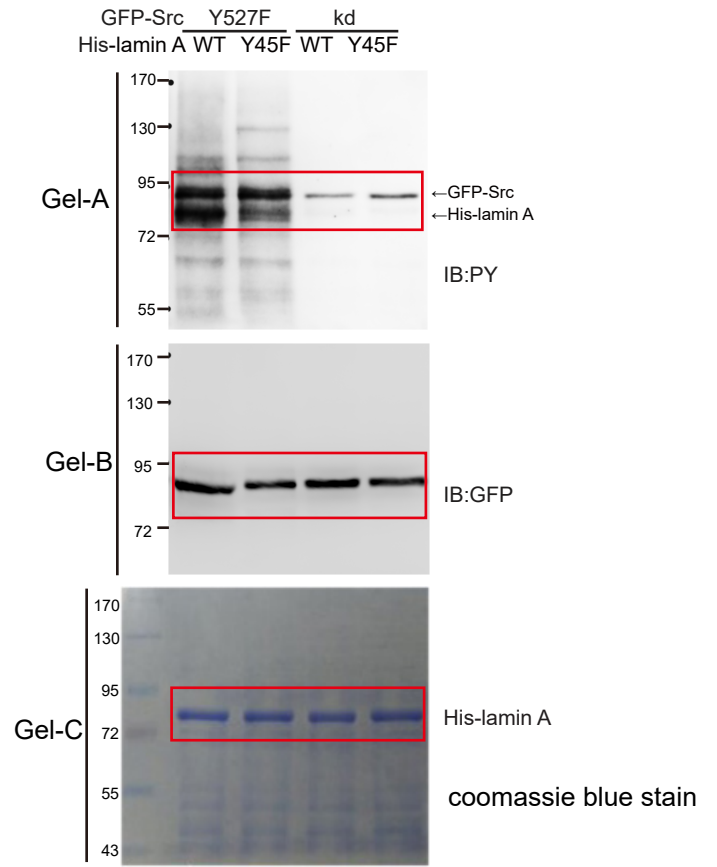 GFP-Src Y527F kd
His-lamin A WT Y45F WT Y45F
Gel-A
170
130
95
72
55
←GFP-Src
←His-lamin A
IB:PY
Gel-B
170
130
95
72
IB:GFP
Gel-C
170
130
95
72
55
43
His-lamin A
coomassie blue stain